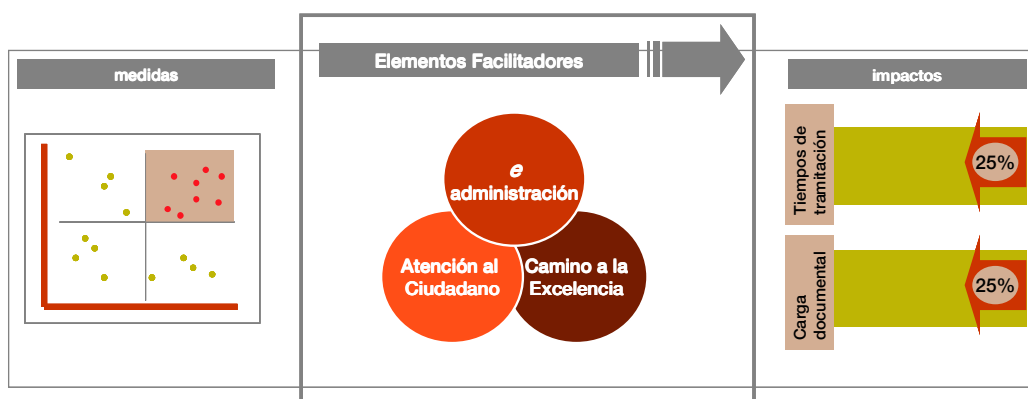 medidas
Elementos Facilitadores
impactos
e
administración
Atención al
Ciudadano
Camino a la
Excelencia
Tiempos de
tramitación
25%
Carga
documental
25%